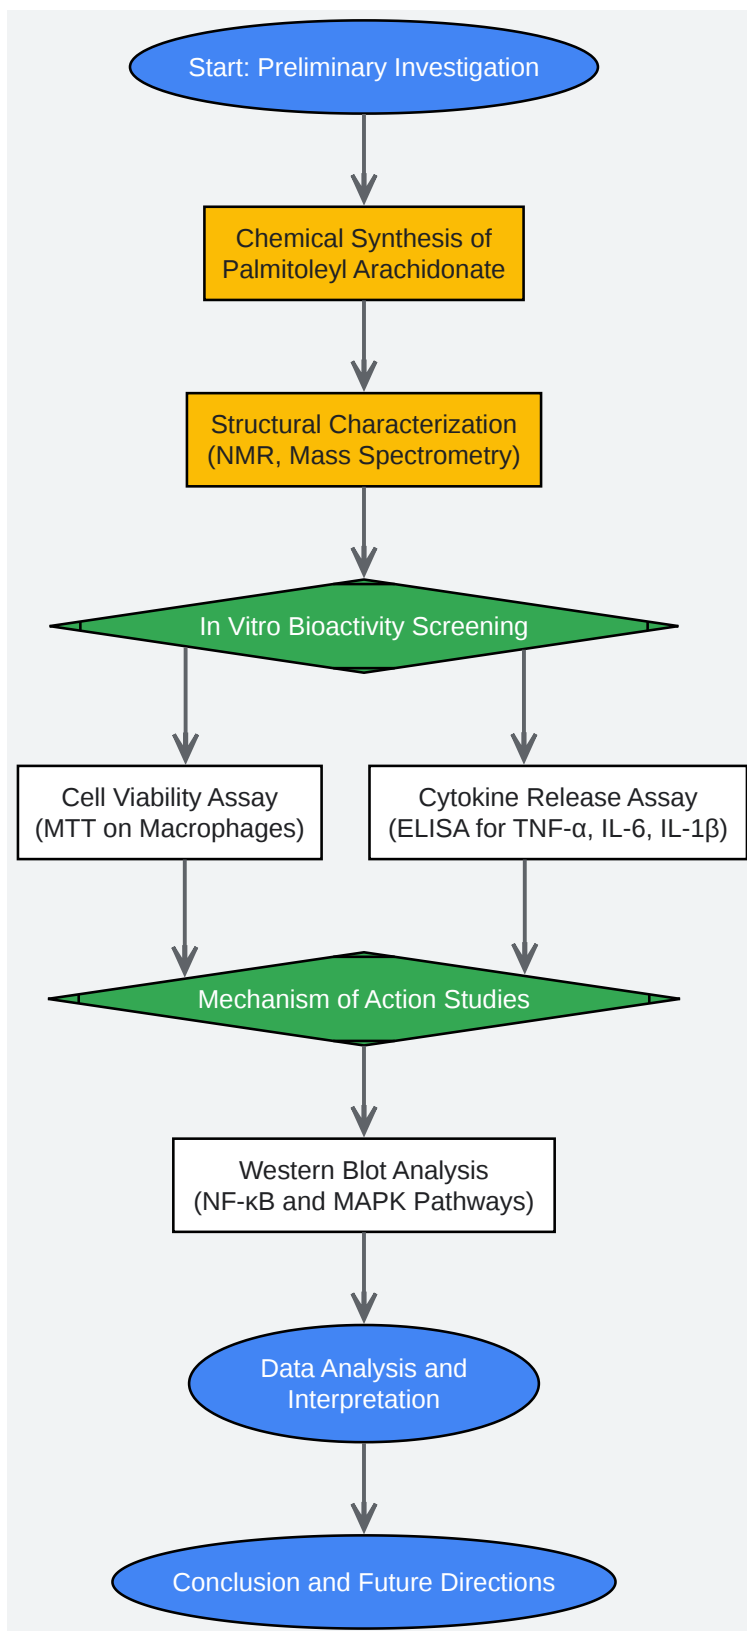 Start: Preliminary Investigation
Chemical Synthesis of
Palmitoleyl Arachidonate
Structural Characterization
(NMR, Mass Spectrometry)
In Vitro Bioactivity Screening
Cell Viability Assay
(MTT on Macrophages)
Cytokine Release Assay
(ELISA for TNF-α, IL-6, IL-1β)
Mechanism of Action Studies
Western Blot Analysis
(NF-κB and MAPK Pathways)
Data Analysis and
Interpretation
Conclusion and Future Directions